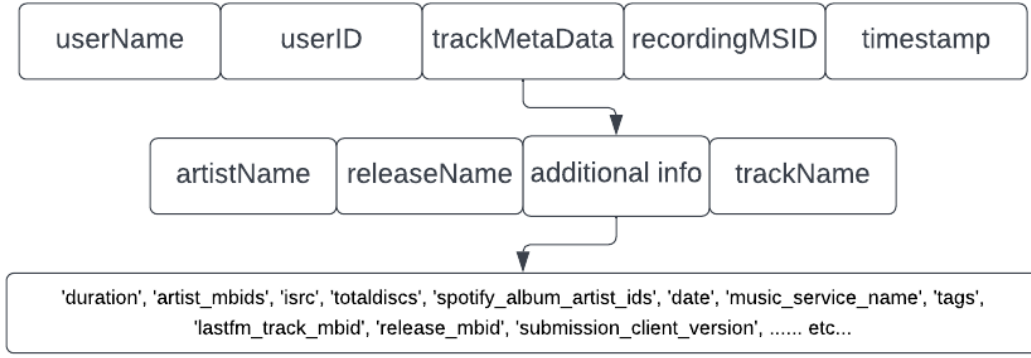 userName userID trackMetaData recordingMSID timestamp
artistName releaseName additional info trackName
'duration', 'artist_mbids', 'isrc', 'totaldiscs', 'spotify_album_artist_ids', 'date', 'music_service_name', 'tags',
'lastfm_track_mbid', 'release_mbid', 'submission_client_version', ...... etc...